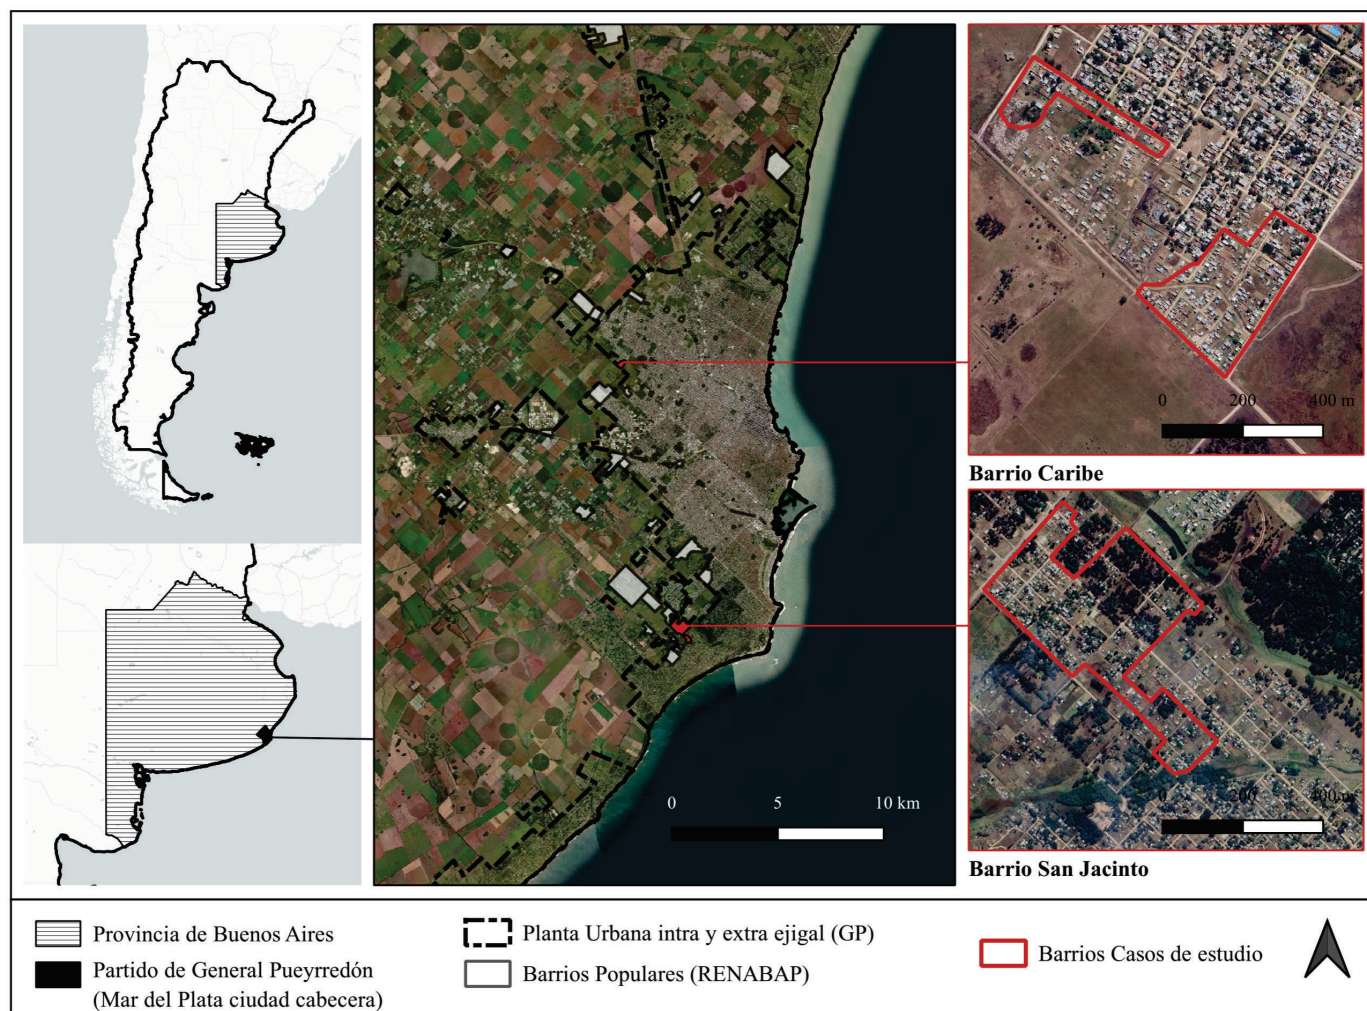 0 200 400 m
Barrio Caribe
0 5 10 km
0 200 400 m
Barrio San Jacinto
Provincia de Buenos Aires
Partido de General Pueyrredón
(Mar del Plata ciudad cabecera)
Planta Urbana intra y extra ejigal (GP)
Barrios Populares (RENABAP)
Barrios Casos de estudio